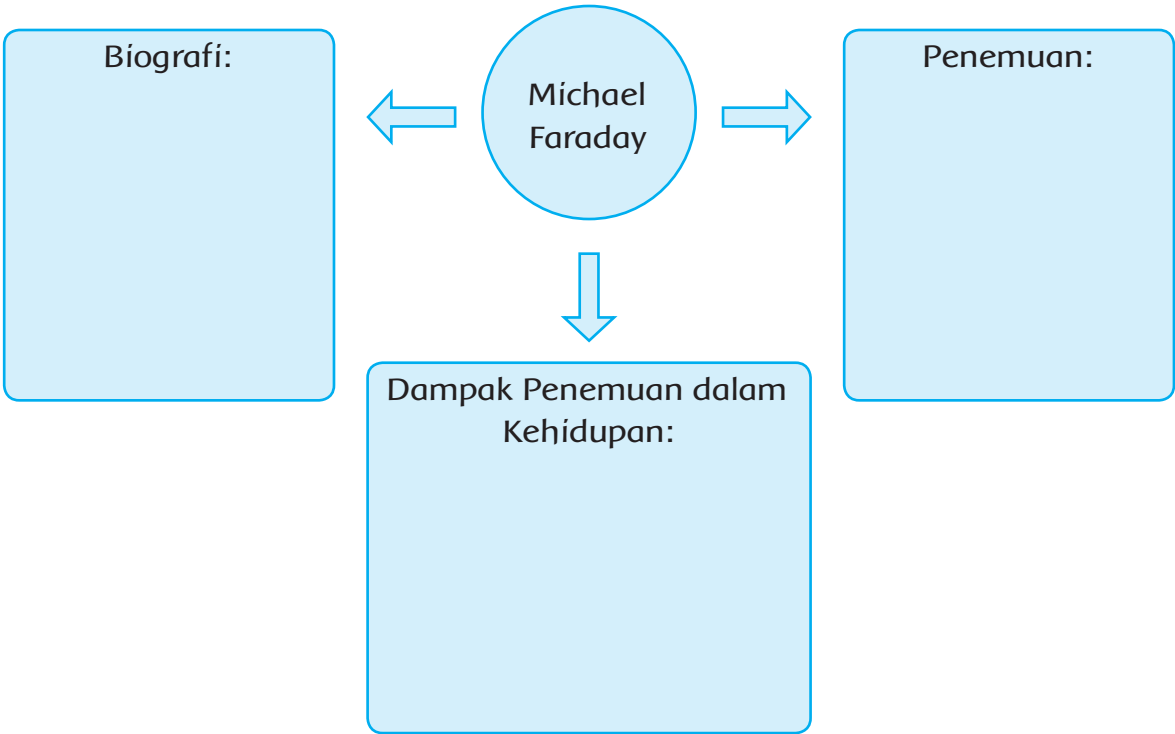 Biografi:
Michael
Faraday
Penemuan:
Dampak Penemuan dalam
Kehidupan: